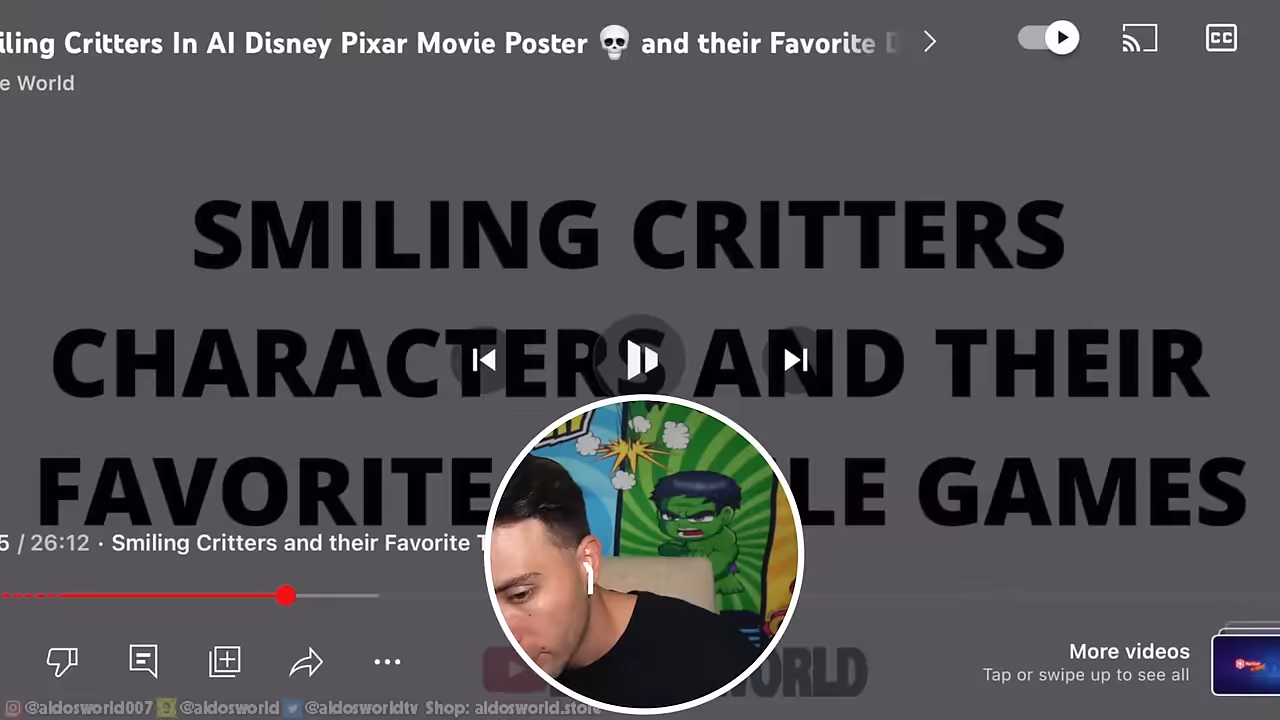 iling Critters In AI Disney Pixar Movie Poster 💀 and their Favorite
e World
CC
SMILING CRITTERS
CHARACTERS AND THEIR
FAVORITE LE GAMES
5 / 26:12 · Smiling Critters and their Favorite T
More videos
Tap or swipe up to see all
WORLD
@aldosworld007 @aldosworld @aldosworldtv Shop: aldosworld.store